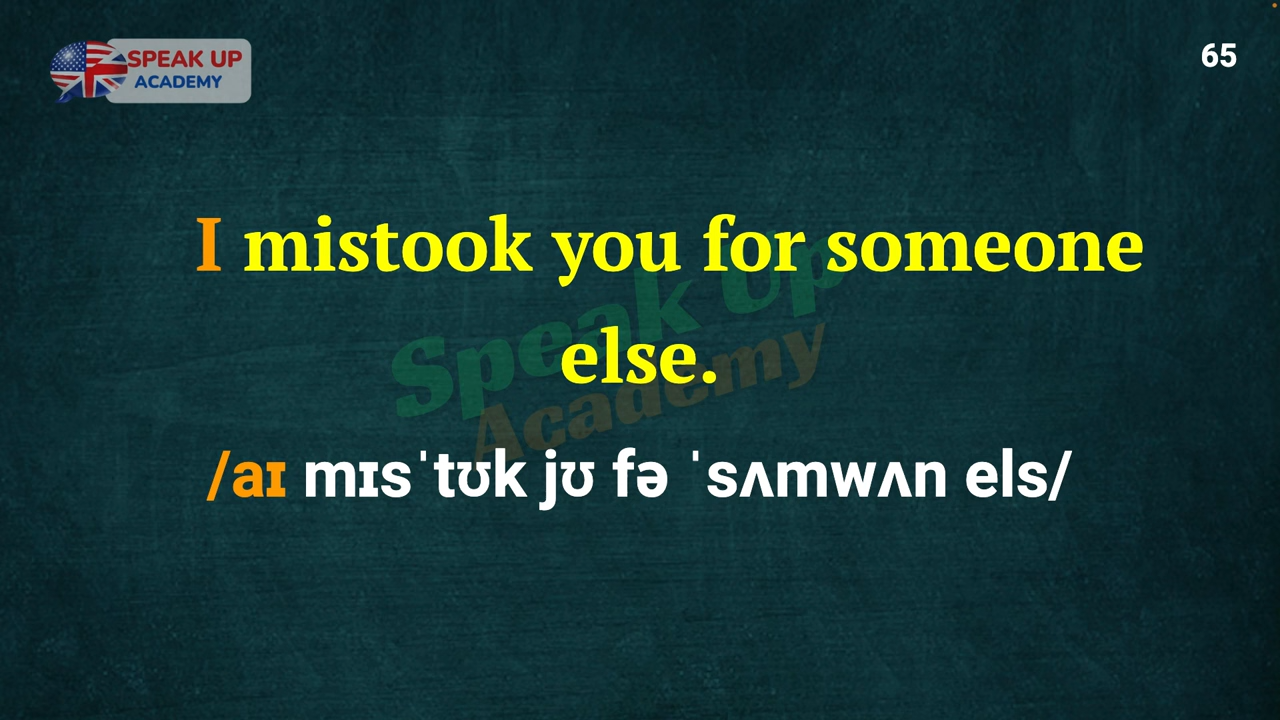 SPEAK UP
ACADEMY
65
I mistook you for someone
else.
Speak Up
Academy
/aɪ mɪsˈtʊk jʊ fə ˈsʌmwʌn els/